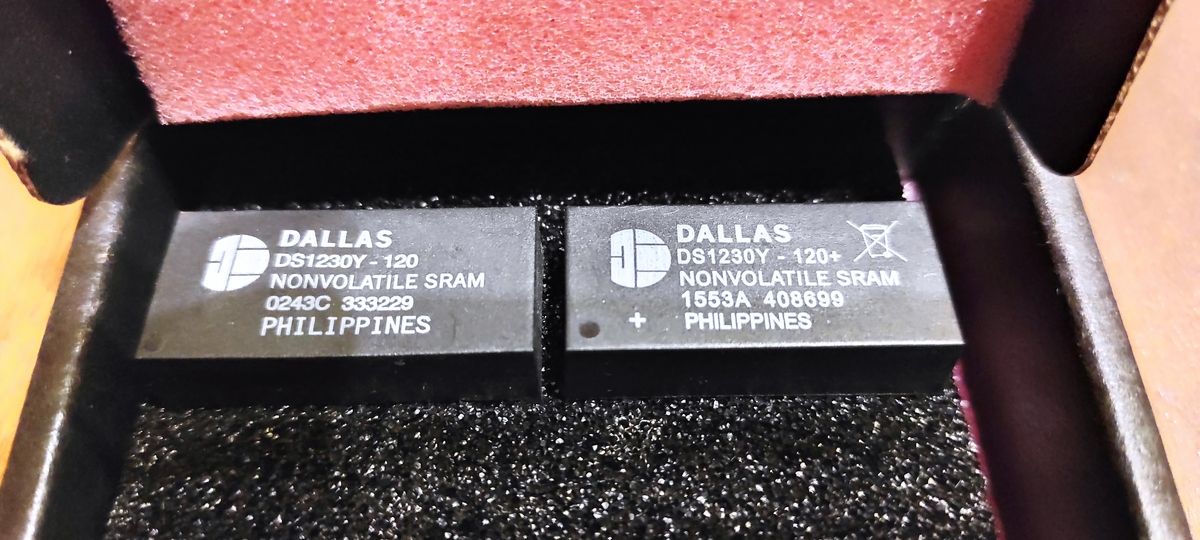 DALLAS
DS1230Y - 120
NONVOLATILE SRAM
0243C 333229
PHILIPPINES
DALLAS
DS1230Y - 120+
NONVOLATILE SRAM
1553A 408699
+ PHILIPPINES